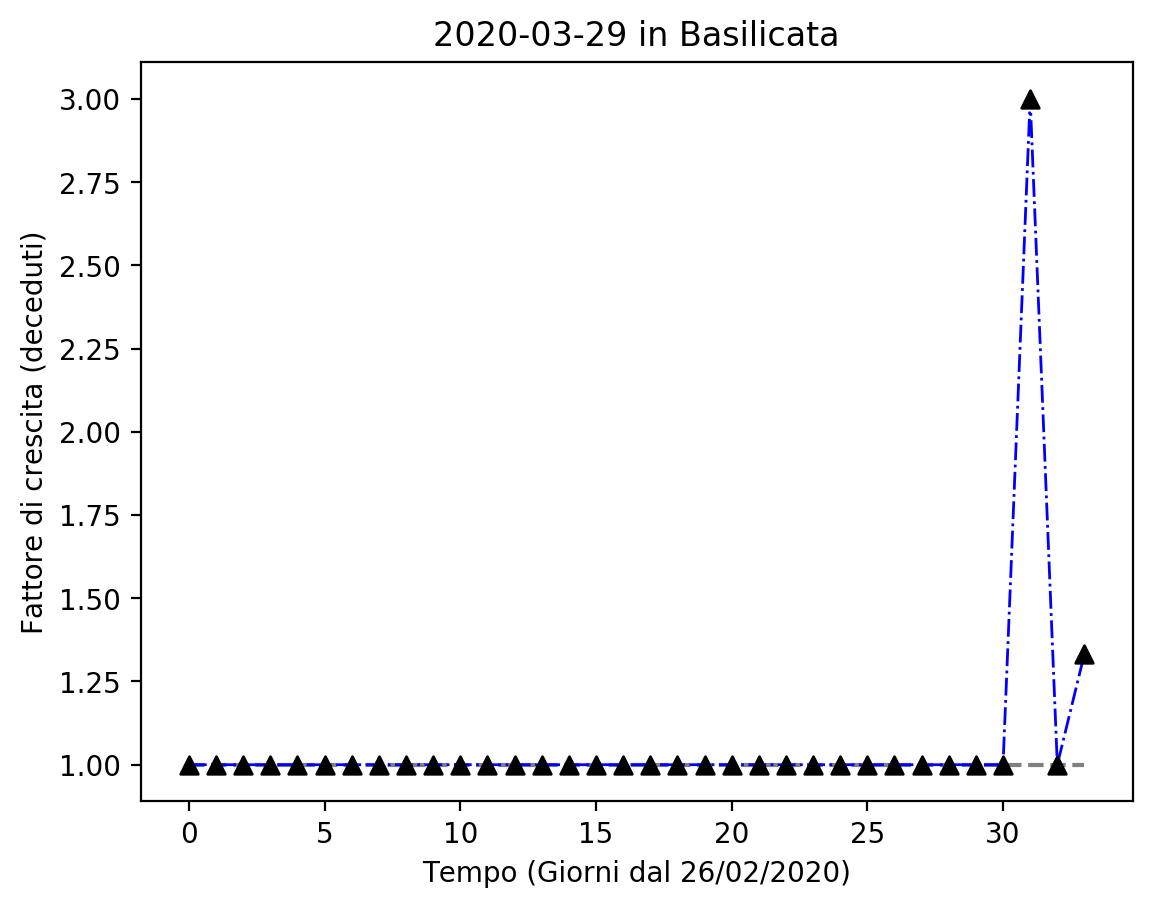 2020-03-29 in Basilicata
Fattore di crescita (deceduti)
3.00
2.75
2.50
2.25
2.00
1.75
1.50
1.25
1.00
0 5 10 15 20 25 30
Tempo (Giorni dal 26/02/2020)